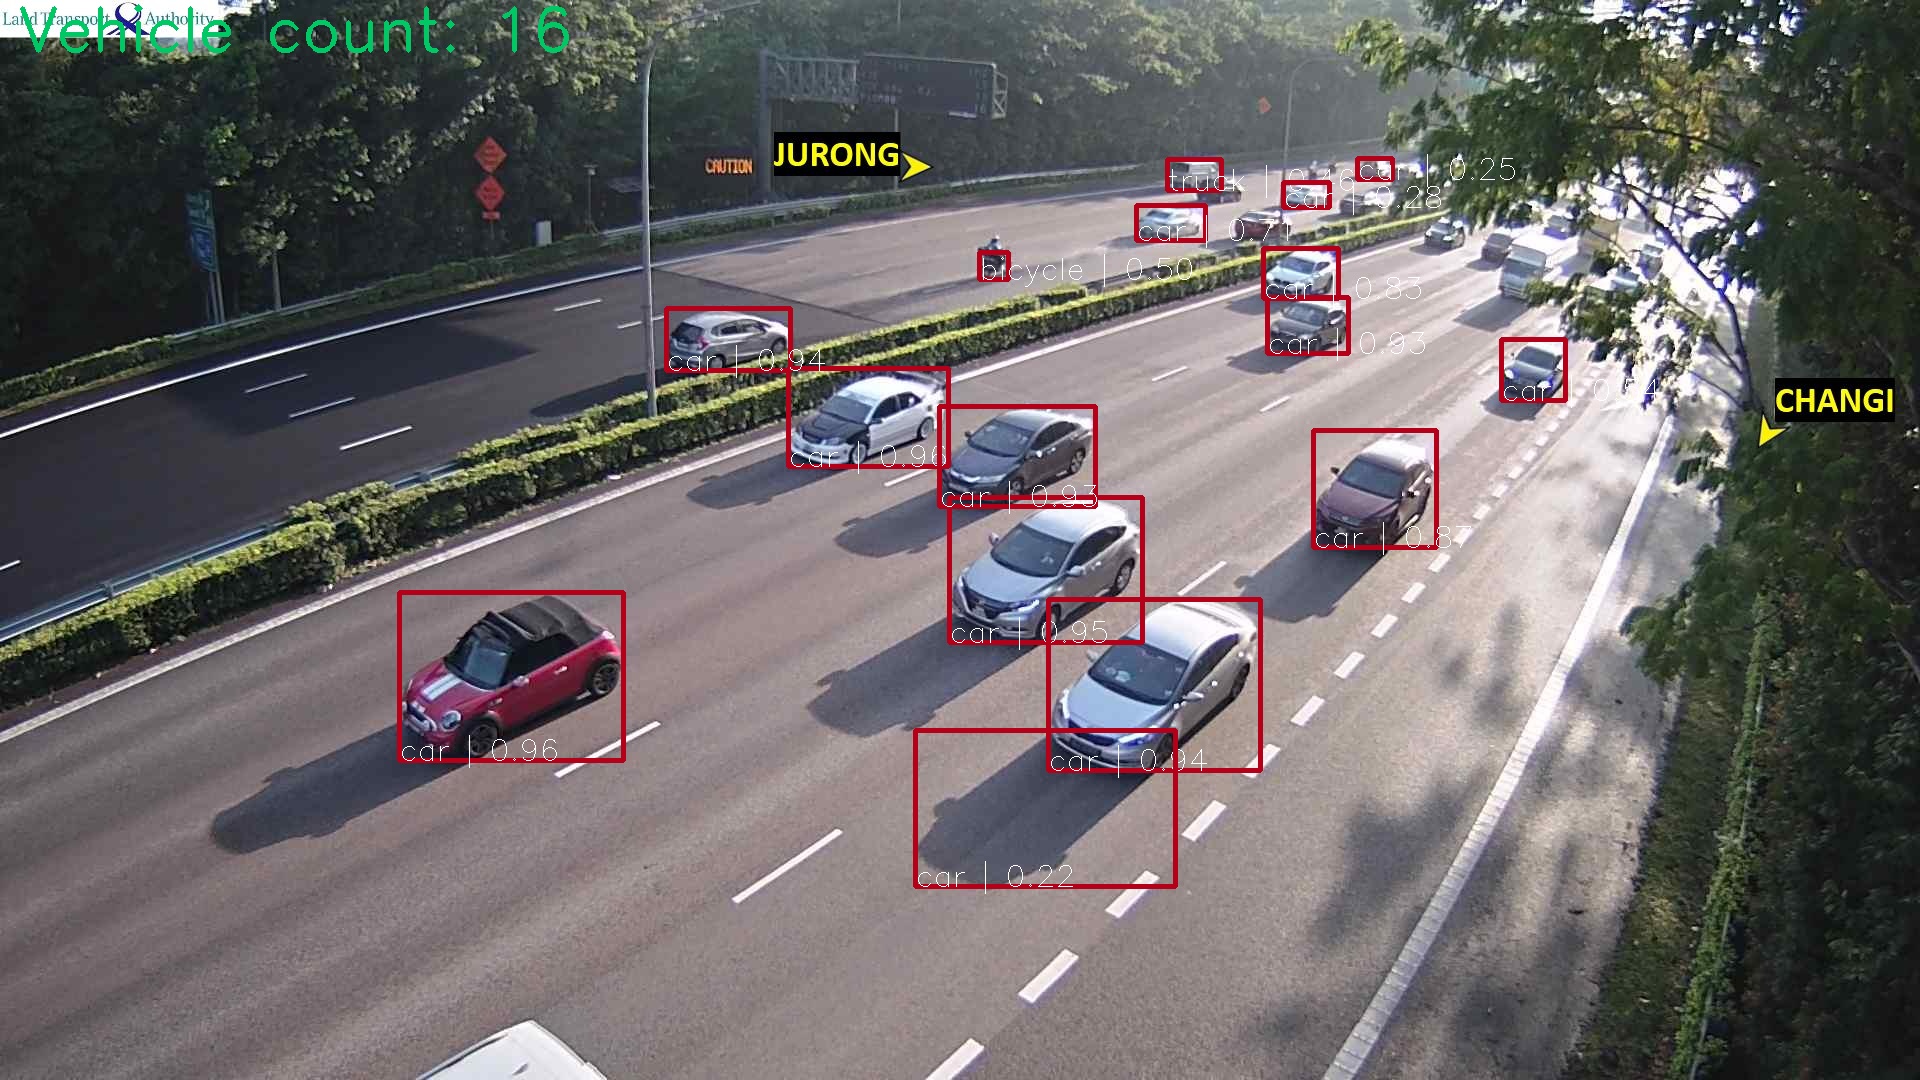 Land Transport Authority
Vehicle count: 16
JURONG
CAUTION
truck | 0.46
car | 0.25
car | 0.28
car | 0.71
bicycle | 0.50
car | 0.83
car | 0.93
car | 0.94
car
CHANGI
car | 0.96
car | 0.93
car | 0.87
car | 0.95
car | 0.96
car | 0.94
car | 0.22